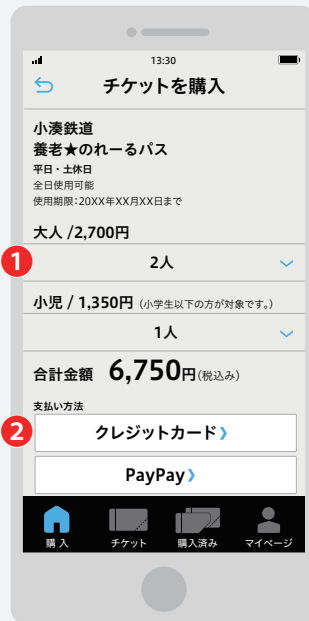 13:30
チケットを購入
小湊鉄道
養老★のれーるパス
平日・土休日
全日使用可能
使用期限:20XX年XX月XX日まで
大人 /2,700円
1
2人
小児 / 1,350円 (小学生以下の方が対象です。)
1人
合計金額 6,750円(税込み)
支払い方法
2
クレジットカード❯
PayPay❯
購 入 チケット 購入済み マイページ